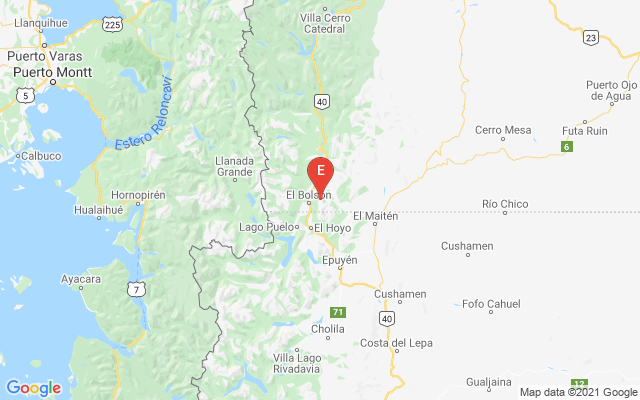 Llanquihue
225
Villa Cerro
Catedral
23
Puerto Varas
Puerto Montt
5
40
Puerto Ojo
de Agua
Estero Reloncaví
Futa Ruin
Cerro Mesa
6
Calbuco
Llanada
Grande
E
Hornopirén
El Bolsón
Hualaihué
Río Chico
El Maitén
Lago Puelo
El Hoyo
Cushamen
Epuyén
Ayacara
7
Cushamen
Fofo Cahuel
71
40
Cholila
Costa del Lepa
Villa Lago
Rivadavia
Gualjaina
12
Google
Map data ©2021 Google